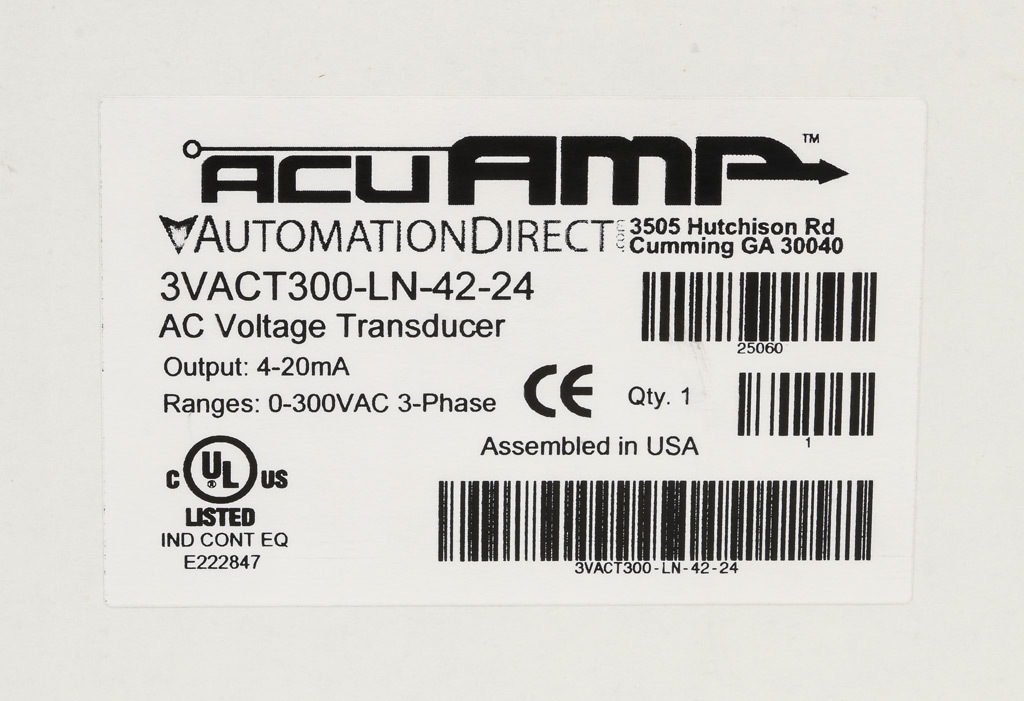 ACUAMP™
AUTOMATIONDIRECT.com
3505 Hutchison Rd
Cumming GA 30040
3VACT300-LN-42-24
AC Voltage Transducer
25060
Output: 4-20mA
Ranges: 0-300VAC 3-Phase
CE
Qty. 1
1
Assembled in USA
C UL® US
LISTED
IND CONT EQ
E222847
3VACT300-LN-42-24